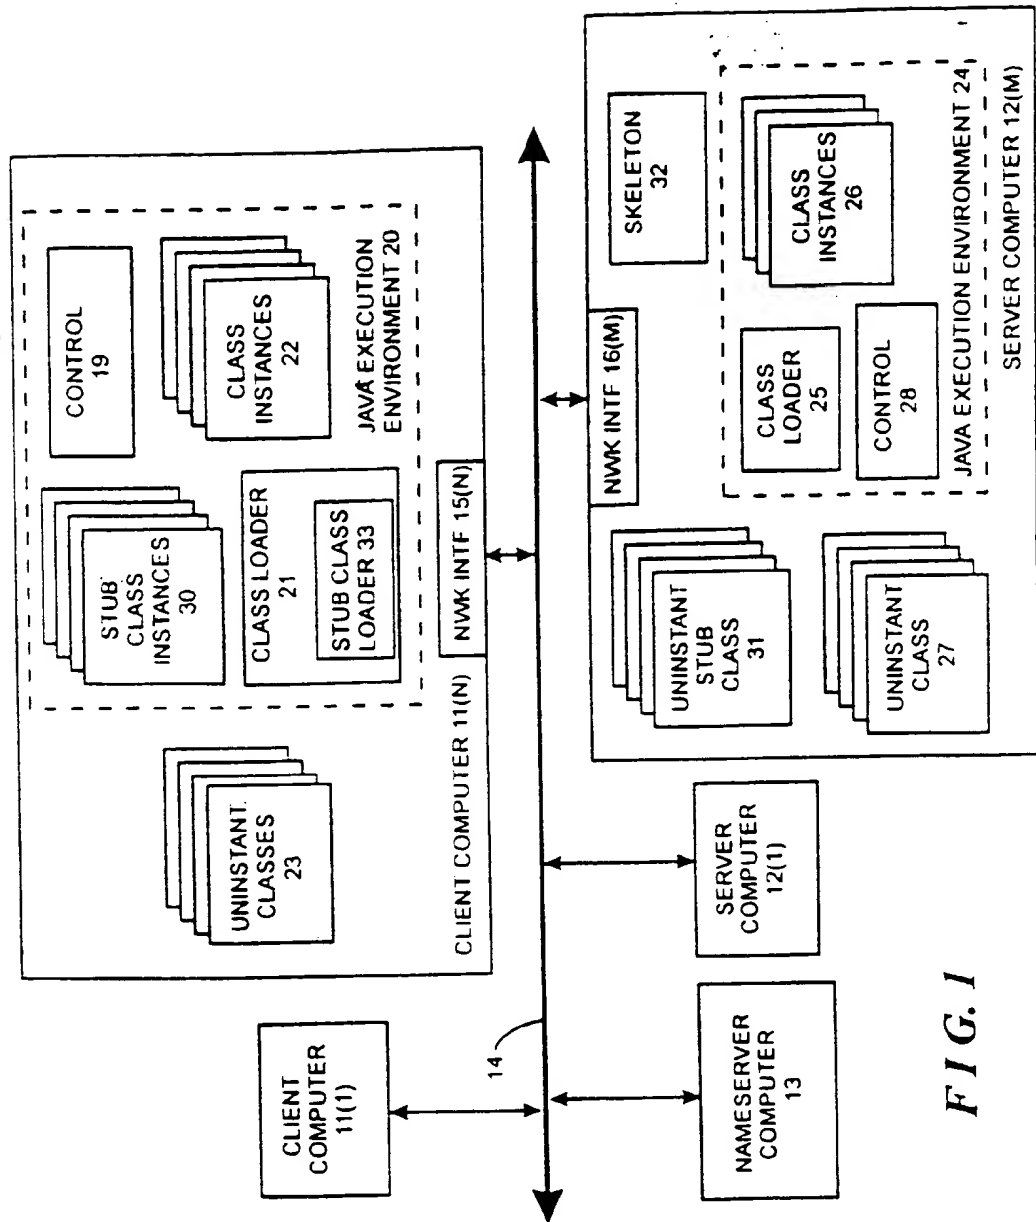 CLIENT
COMPUTER
11(1)
UNINSTANT
CLASSES
23
STUB
CLASS
INSTANCES
30
CONTROL
19
CLASS LOADER
21
STUB CLASS
LOADER 33
CLASS
INSTANCES
22
JAVA EXECUTION
ENVIRONMENT 20
CLIENT COMPUTER 11(N)
NWK INTF 15(N)
14
NAMESERVER
COMPUTER
13
SERVER
COMPUTER
12(1)
NWK INTF 16(M)
SKELETON
32
UNINSTANT
STUB
CLASS
31
CLASS
LOADER
25
CLASS
INSTANCES
26
UNINSTANT
CLASS
27
CONTROL
28
JAVA EXECUTION ENVIRONMENT 24
SERVER COMPUTER 12(M)
FIG. 1